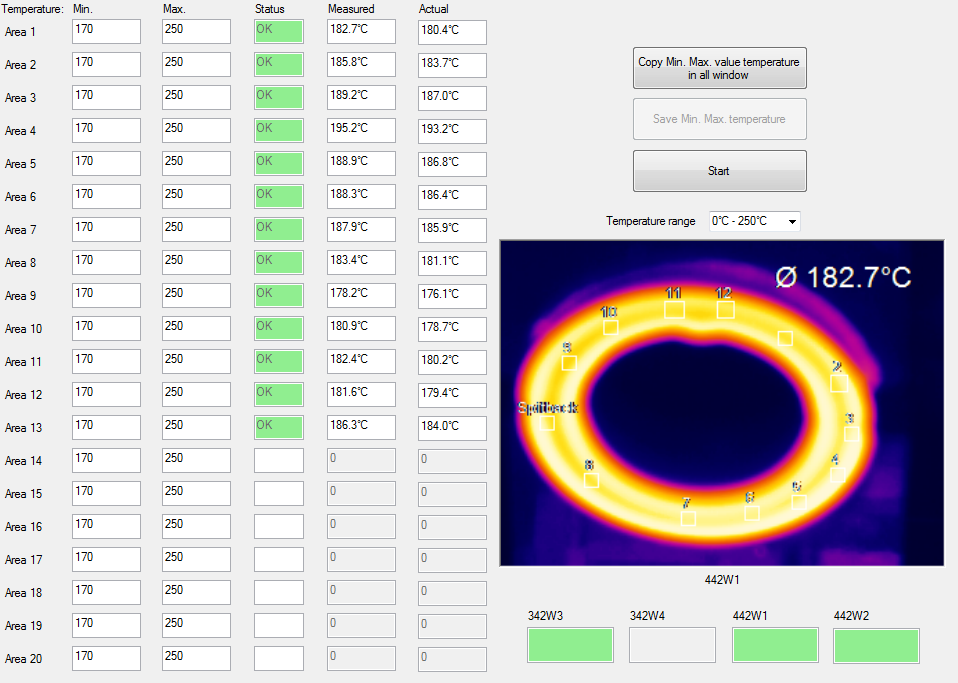 Temperature: Min. Max. Status Measured Actual
Area 1 170 250 OK 182.7°C 180.4°C
Area 2 170 250 OK 185.8°C 183.7°C
Area 3 170 250 OK 189.2°C 187.0°C
Area 4 170 250 OK 195.2°C 193.2°C
Area 5 170 250 OK 188.9°C 186.8°C
Area 6 170 250 OK 188.3°C 186.4°C
Area 7 170 250 OK 187.9°C 185.9°C
Area 8 170 250 OK 183.4°C 181.1°C
Area 9 170 250 OK 178.2°C 176.1°C
Area 10 170 250 OK 180.9°C 178.7°C
Area 11 170 250 OK 182.4°C 180.2°C
Area 12 170 250 OK 181.6°C 179.4°C
Area 13 170 250 OK 186.3°C 184.0°C
Area 14 170 250 0 0
Area 15 170 250 0 0
Area 16 170 250 0 0
Area 17 170 250 0 0
Area 18 170 250 0 0
Area 19 170 250 0 0
Area 20 170 250 0 0
Copy Min. Max. value temperature
in all window
Save Min. Max. temperature
Start
Temperature range 0°C - 250°C
Ø 182.7°C
11 12
10
2
3
4
7
442W1
342W3 342W4 442W1 442W2